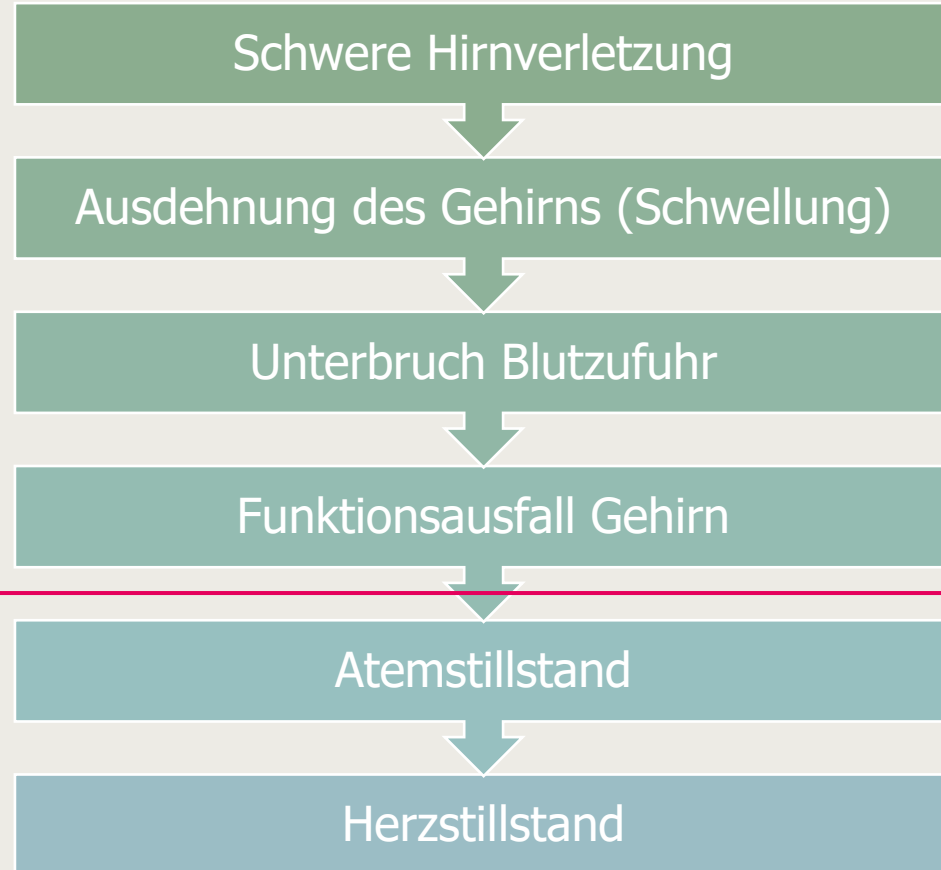 Schwere Hirnverletzung
Ausdehnung des Gehirns (Schwellung)
Unterbruch Blutzufuhr
Funktionsausfall Gehirn
Atemstillstand
Herzstillstand